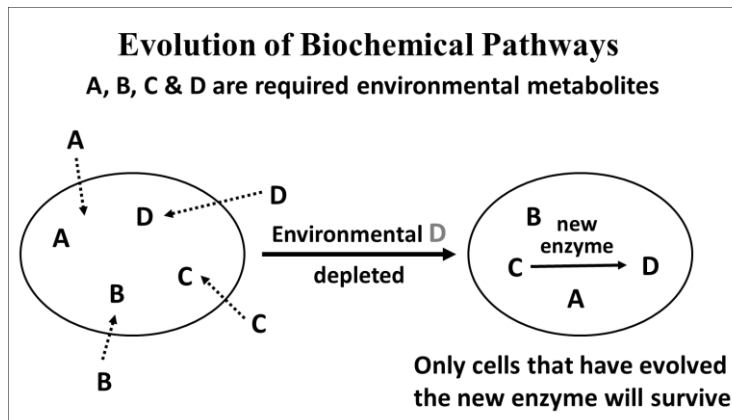 Evolution of Biochemical Pathways
A, B, C & D are required environmental metabolites
A
D
D
A
B
C
C
B
Environmental D
depleted
B
new
enzyme
C
D
A
Only cells that have evolved
the new enzyme will survive